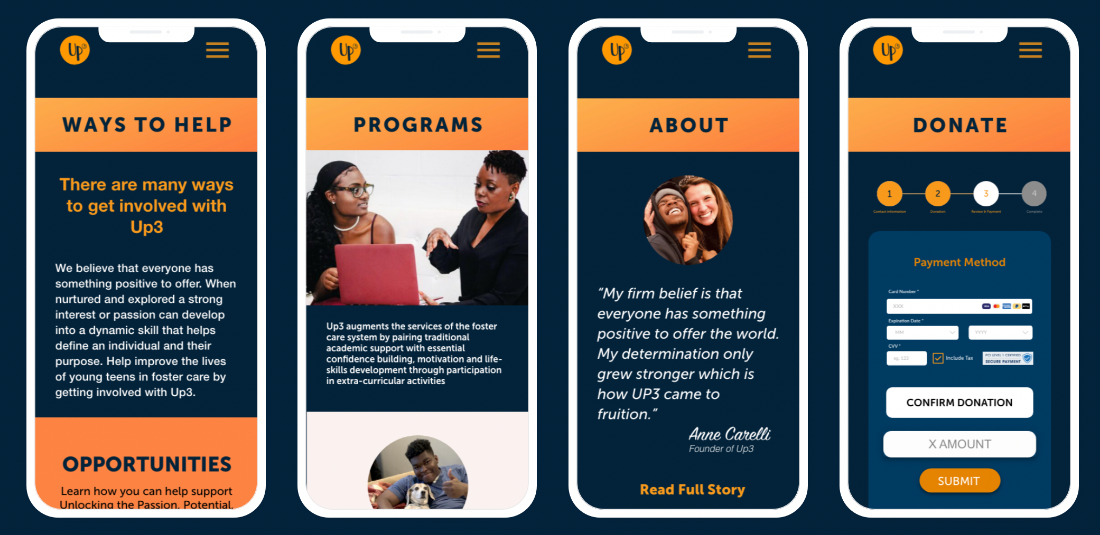 Up3
WAYS TO HELP
There are many ways
to get involved with
Up3
We believe that everyone has
something positive to offer. When
nurtured and explored a strong
interest or passion can develop
into a dynamic skill that helps
define an individual and their
purpose. Help improve the lives
of young teens in foster care by
getting involved with Up3.
OPPORTUNITIES
Learn how you can help support
Unlocking the Passion. Potential.
Up3
PROGRAMS
Up3 augments the services of the foster
care system by pairing traditional
academic support with essential
confidence building, motivation and life-
skills development through participation
in extra-curricular activities
Up3
ABOUT
“My firm belief is that
everyone has something
positive to offer the world.
My determination only
grew stronger which is
how UP3 came to
fruition.”
Anne Carelli
Founder of Up3
Read Full Story
Up3
DONATE
1
2
3
4
Contact Information
Donation
Review & Payment
Complete
Payment Method
Card Number *
XXXX
Expiration Date *
MM
YYYY
CVV *
eg. 123
Include Tax
SECURE PAYMENT
CONFIRM DONATION
X AMOUNT
SUBMIT